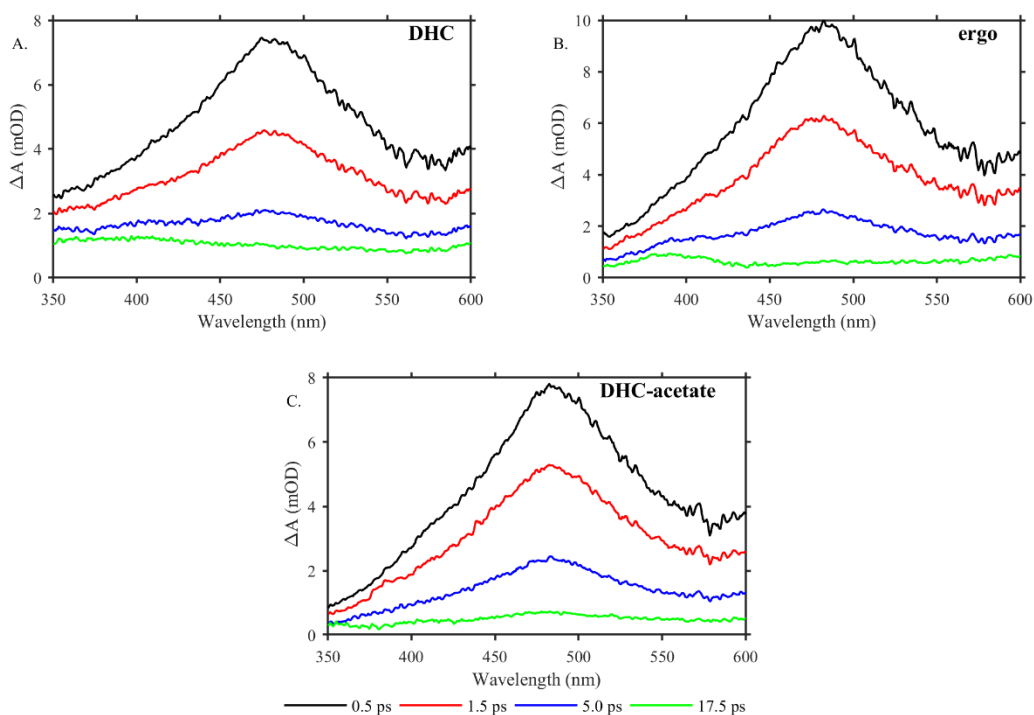 A.
DHC
8
6
4
2
0
ΔA (mOD)
350 400 450 500 550 600
Wavelength (nm)
B.
ergo
10
8
6
4
2
0
ΔA (mOD)
350 400 450 500 550 600
Wavelength (nm)
C.
DHC-acetate
8
6
4
2
0
ΔA (mOD)
350 400 450 500 550 600
Wavelength (nm)
0.5 ps 1.5 ps 5.0 ps 17.5 ps